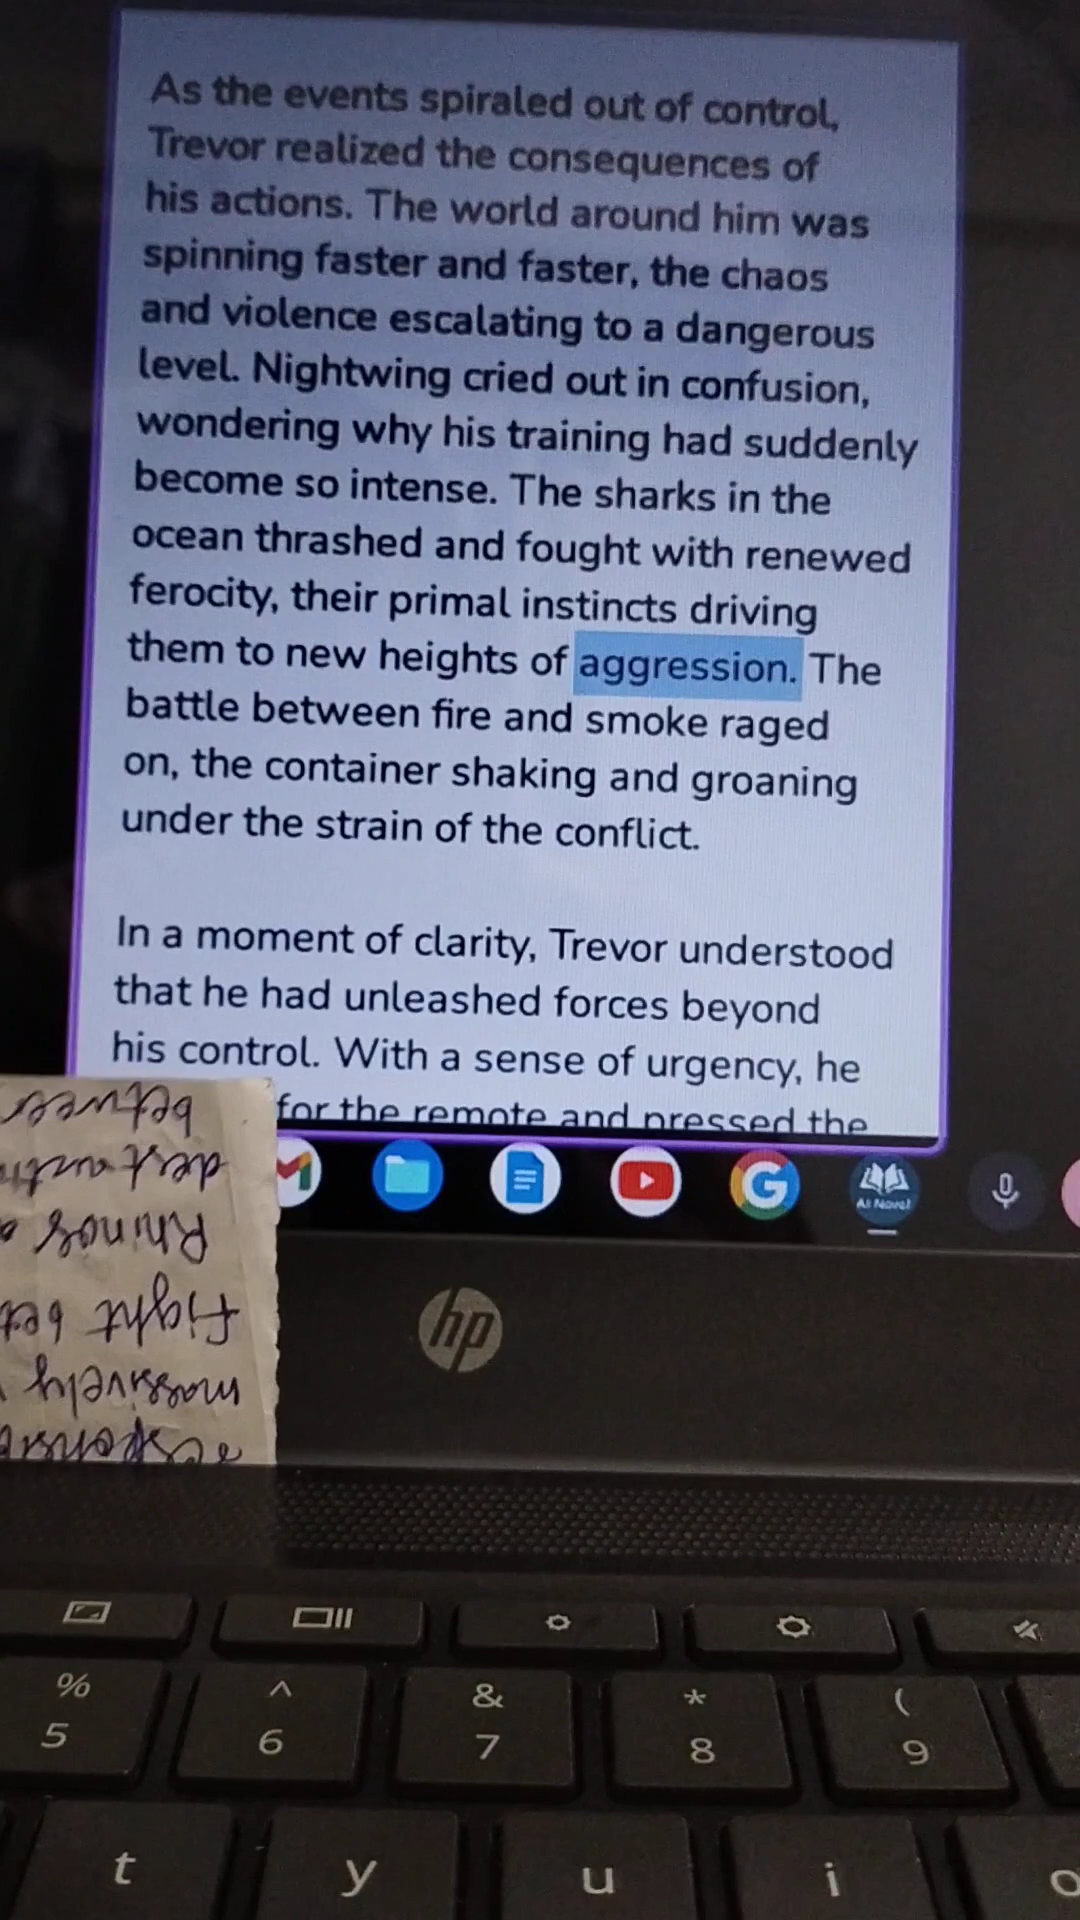 As the events spiraled out of control,
Trevor realized the consequences of
his actions. The world around him was
spinning faster and faster, the chaos
and violence escalating to a dangerous
level. Nightwing cried out in confusion,
wondering why his training had suddenly
become so intense. The sharks in the
ocean thrashed and fought with renewed
ferocity, their primal instincts driving
them to new heights of aggression. The
battle between fire and smoke raged
on, the container shaking and groaning
under the strain of the conflict.
In a moment of clarity, Trevor understood
that he had unleashed forces beyond
his control. With a sense of urgency, he
for the remote and pressed the
AI Novel
hp
massively
Fight
Rhinos
% ^ & * (
5 6 7 8 9
t y u i o